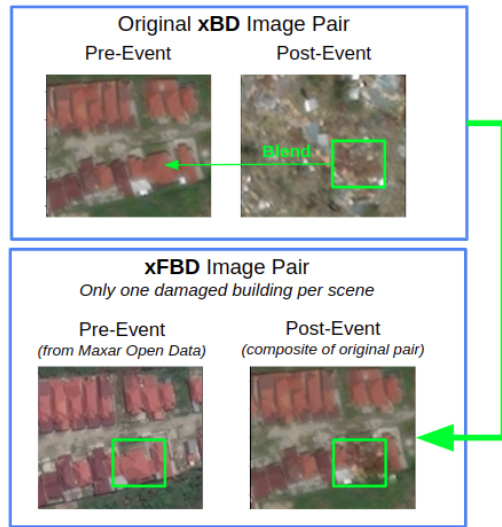 Original xBD Image Pair
Pre-Event Post-Event
Blend
xFBD Image Pair
Only one damaged building per scene
Pre-Event Post-Event
(from Maxar Open Data) (composite of original pair)